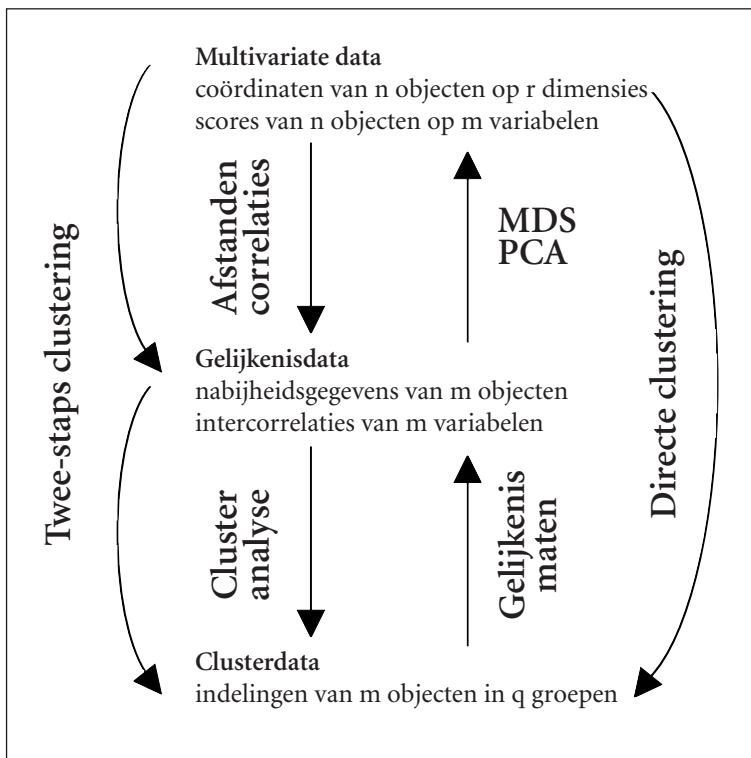 Multivariate data
coördinaten van n objecten op r dimensies
scores van n objecten op m variabelen
Afstanden
correlaties
MDS
PCA
Twee-staps clustering
Directe clustering
Gelijkenisdata
nabijheidsgegevens van m objecten
intercorrelaties van m variabelen
Cluster
analyse
Gelijkenis
maten
Clusterdata
indelingen van m objecten in q groepen